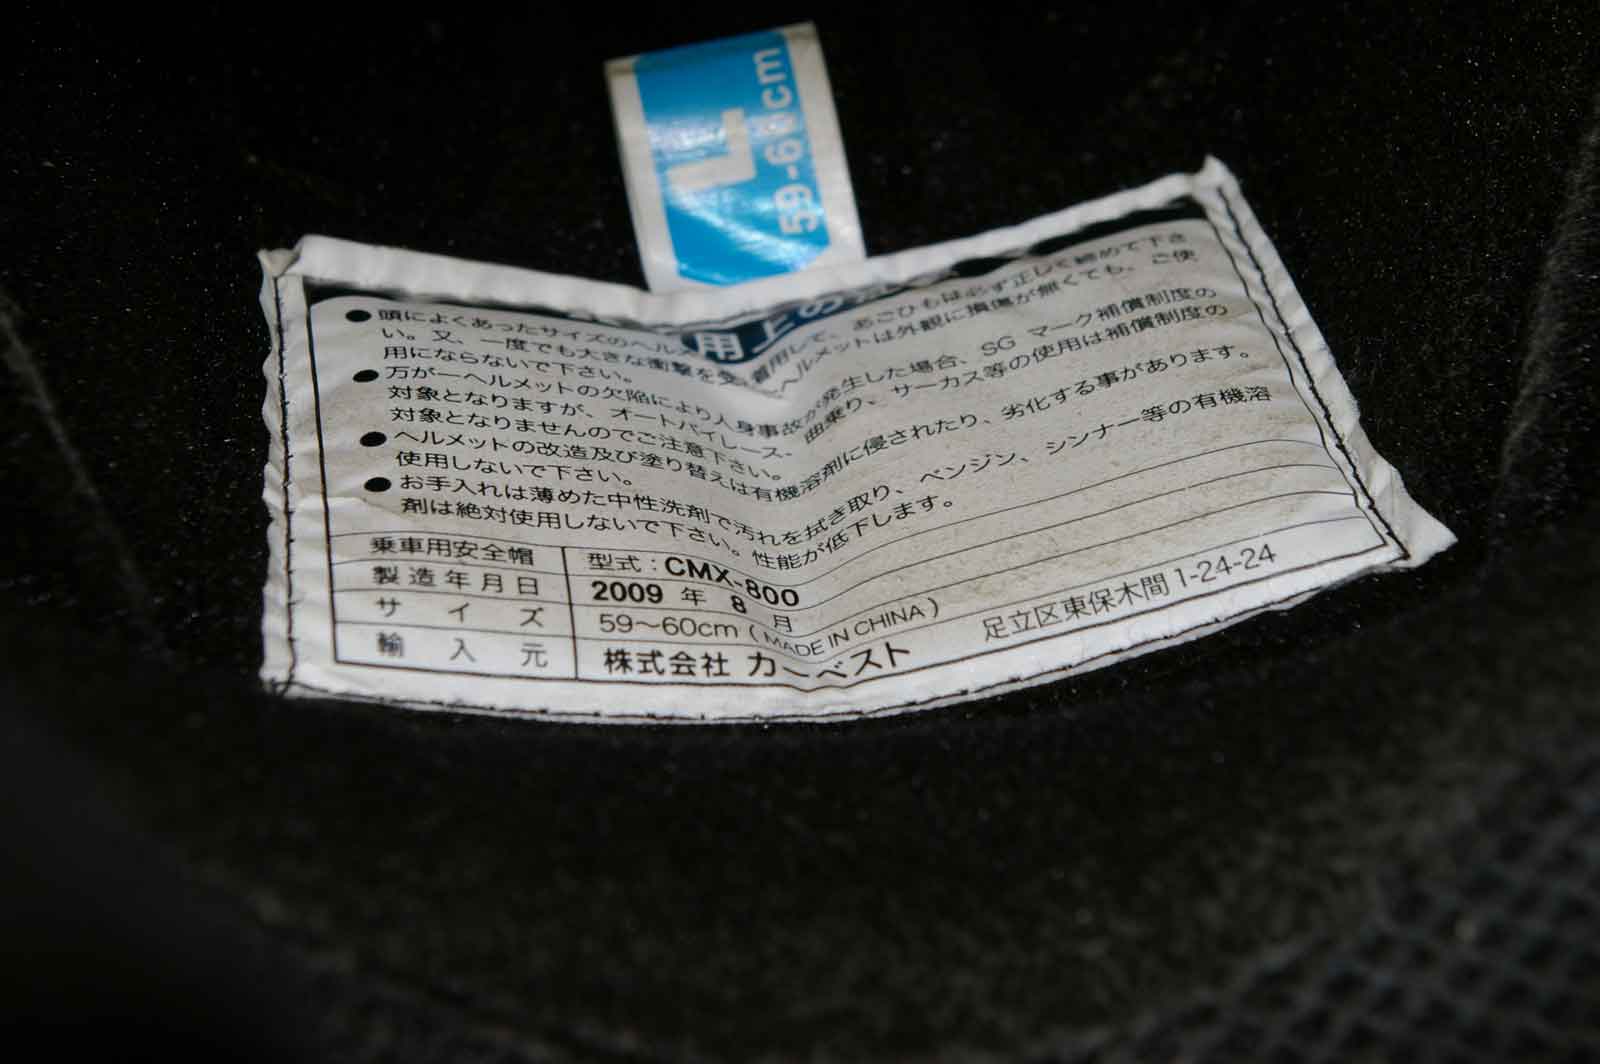 L
59-60cm
用上の
●頭によくあったサイズのヘルメ 着用して、あごひもは必ず正しく締めて下さ
い。又、一度でも大きな衝撃を受 ヘルメットは外観に損傷が無くても、ご使
用にならないで下さい。
●万が一ヘルメットの欠陥により人身事故が発生した場合、SG マーク補償制度の
対象となりますが、オートバイレース・曲乗り、サーカス等の使用は補償制度の
対象となりませんのでご注意下さい。
●ヘルメットの改造及び塗り替えは有機溶剤に侵されたり、劣化する事があります。
使用しないで下さい。
●お手入れは薄めた中性洗剤で汚れを拭き取り、ベンジン、シンナー等の有機溶
剤は絶対使用しないで下さい。性能が低下します。
乗車用安全帽 型式：CMX-800
製造年月日 2009 年 8 月
サイズ 59～60cm（MADE IN CHINA）
輸入元 株式会社 カーベスト 足立区東保木間 1-24-24